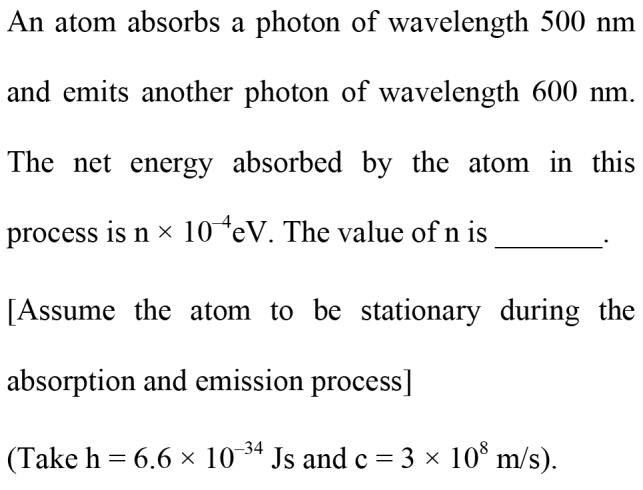 An atom absorbs a photon of wavelength 500 nm
and emits another photon of wavelength 600 nm.
The net energy absorbed by the atom in this
process is n × 10⁻⁴eV. The value of n is ________.
[Assume the atom to be stationary during the
absorption and emission process]
(Take h = 6.6 × 10⁻³⁴ Js and c = 3 × 10⁸ m/s).